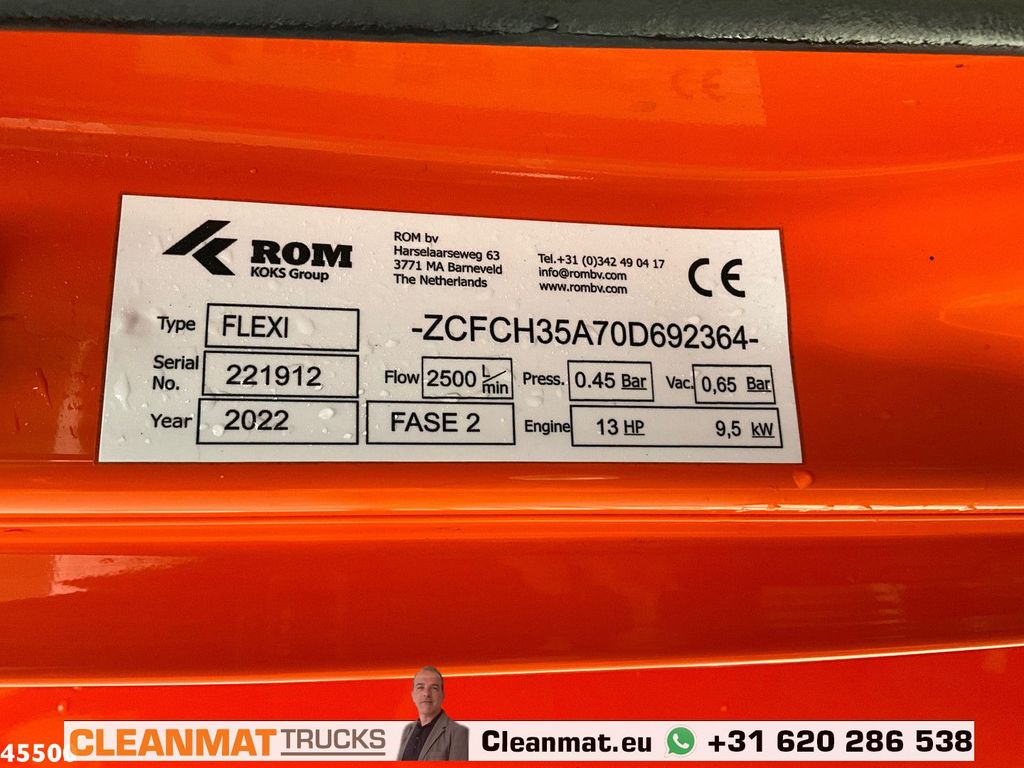 ROM
KOKS Group
ROM bv
Harselaarseweg 63
3771 MA Barneveld
The Netherlands
Tel.+31 (0)342 49 04 17
info@rombv.com
www.rombv.com
CE
Type FLEXI
-ZCFCH35A70D692364-
Serial No. 221912
Flow 2500 L/min
Press. 0.45 Bar
Vac. 0,65 Bar
Year 2022
FASE 2
Engine 13 HP 9,5 kW
CLEANMAT TRUCKS
Cleanmat.eu +31 620 286 538